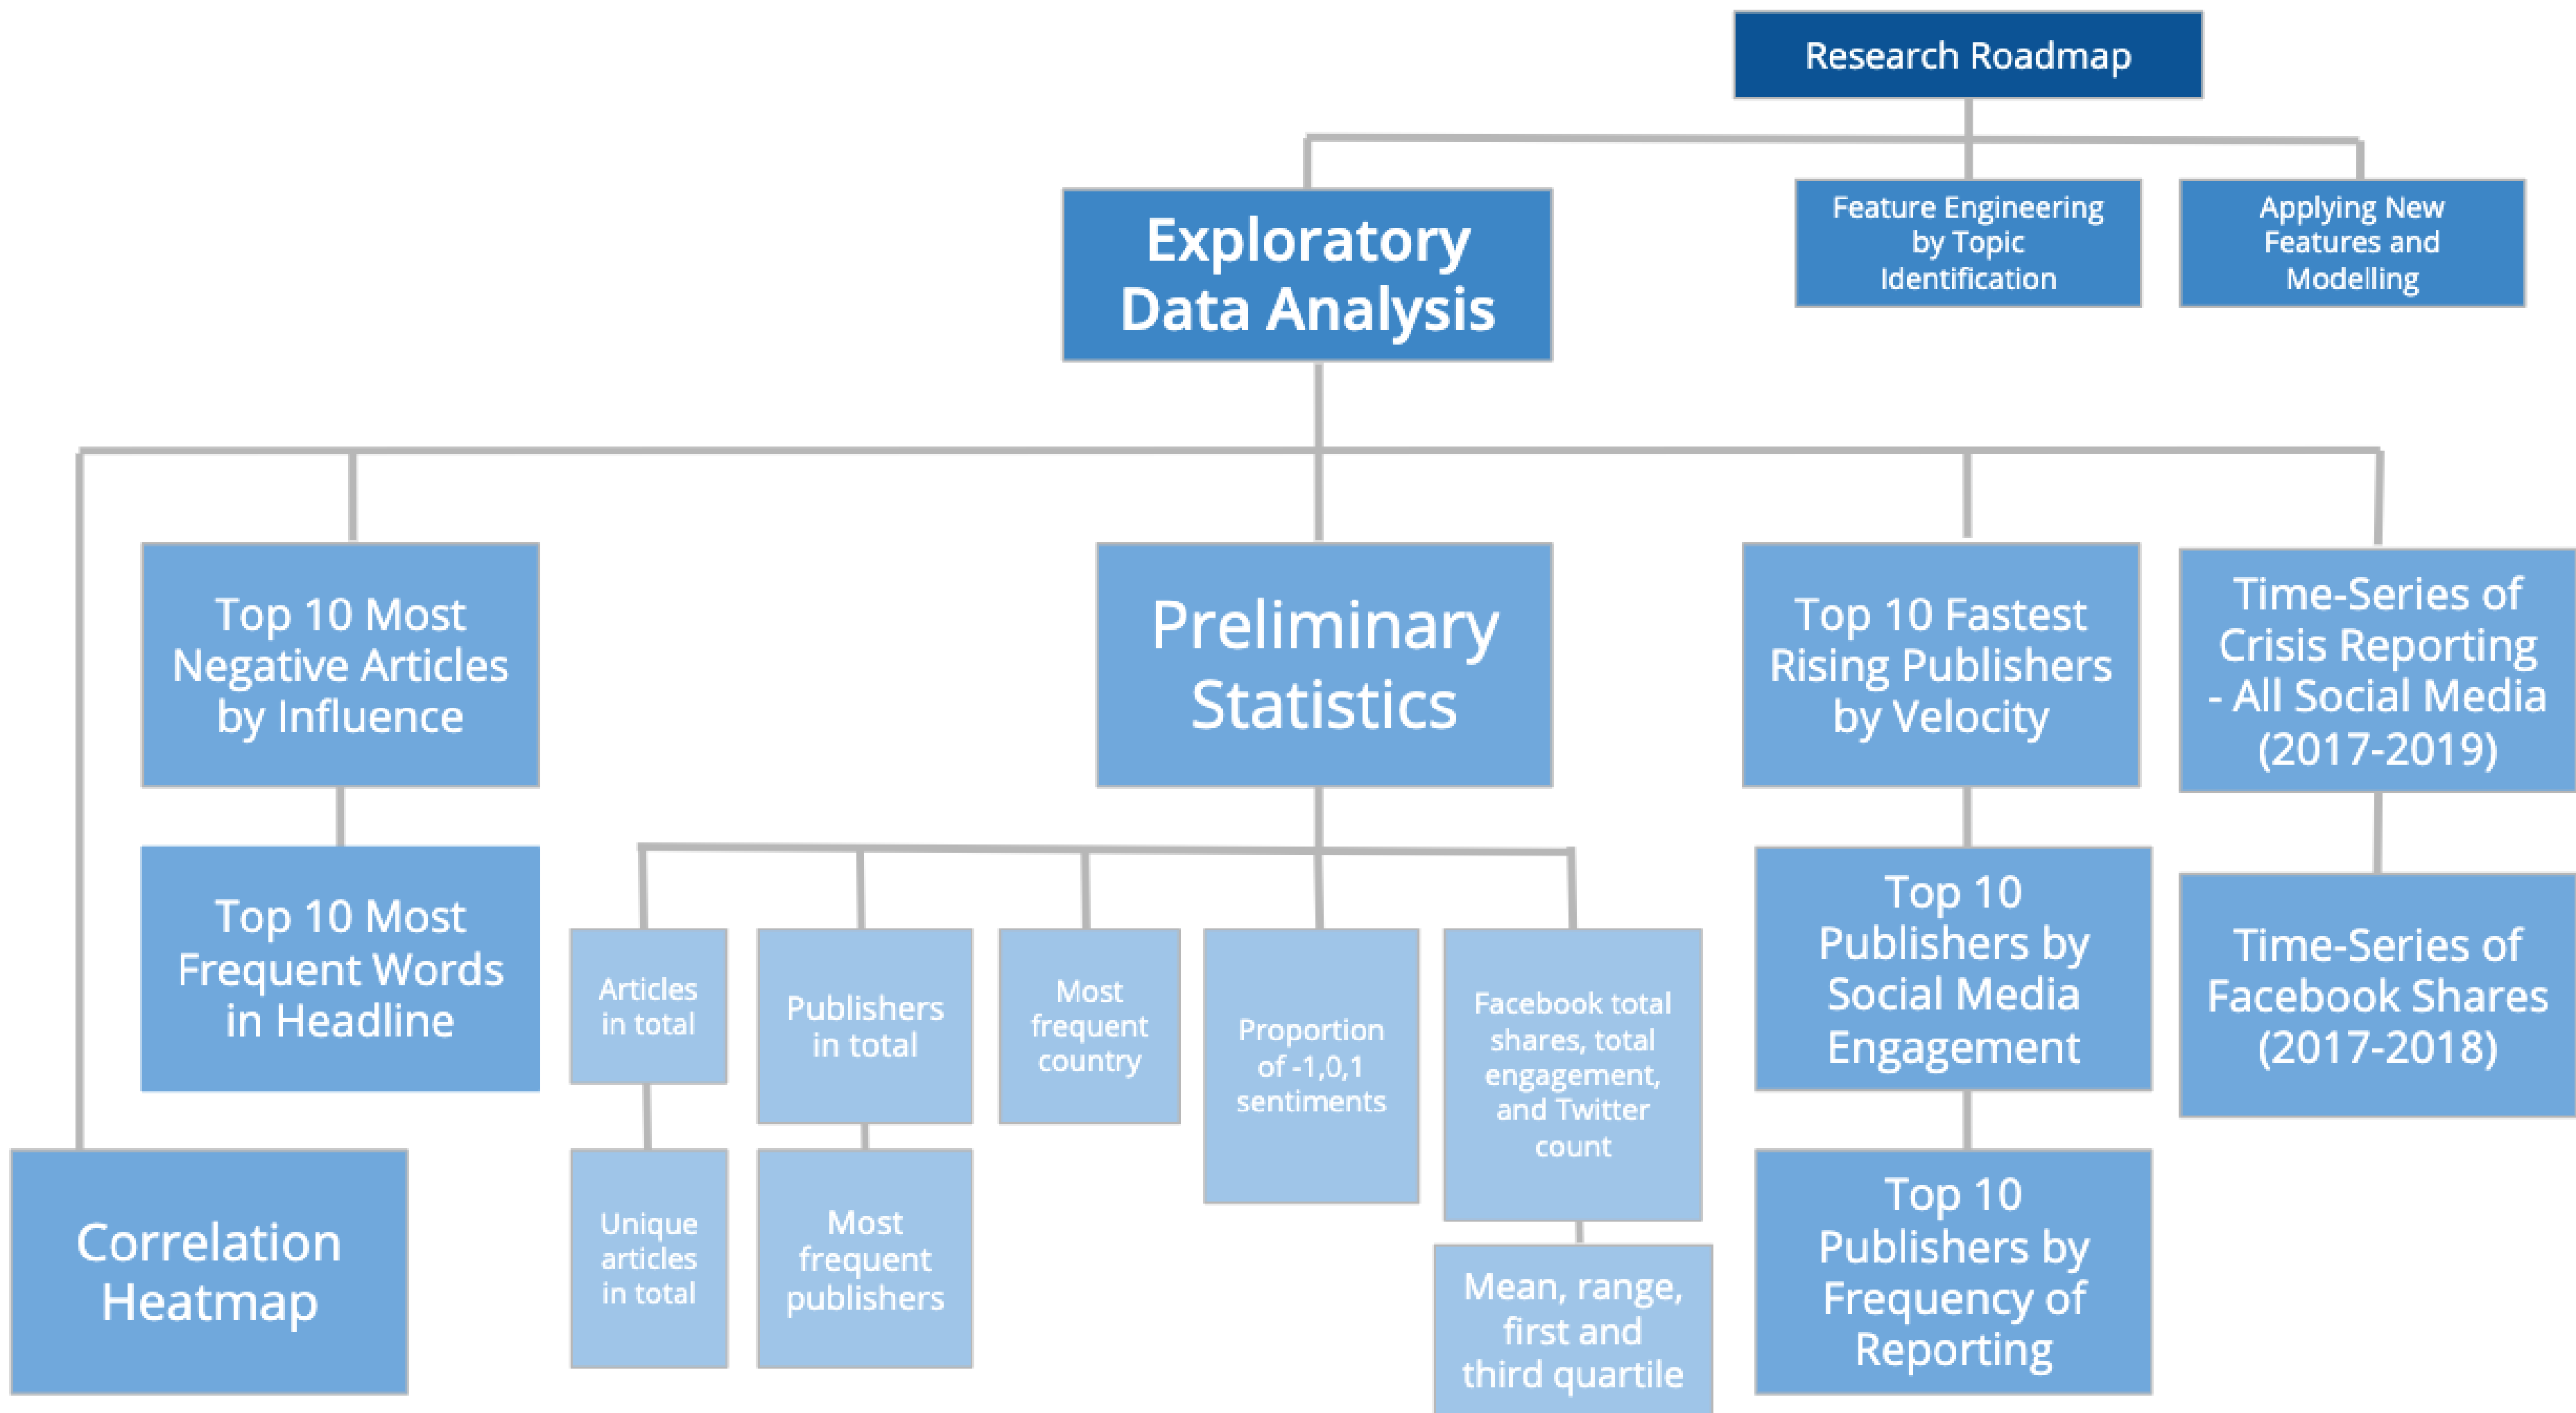 Research Roadmap
Exploratory
Data Analysis
Feature Engineering
by Topic
Identification
Applying New
Features and
Modelling
Top 10 Most
Negative Articles
by Influence
Preliminary
Statistics
Top 10 Fastest
Rising Publishers
by Velocity
Time-Series of
Crisis Reporting
- All Social Media
(2017-2019)
Top 10 Most
Frequent Words
in Headline
Articles
in total
Publishers
in total
Most
frequent
country
Proportion
of -1,0,1
sentiments
Facebook total
shares, total
engagement,
and Twitter
count
Top 10
Publishers by
Social Media
Engagement
Time-Series of
Facebook Shares
(2017-2018)
Correlation
Heatmap
Unique
articles
in total
Most
frequent
publishers
Mean, range,
first and
third quartile
Top 10
Publishers by
Frequency of
Reporting